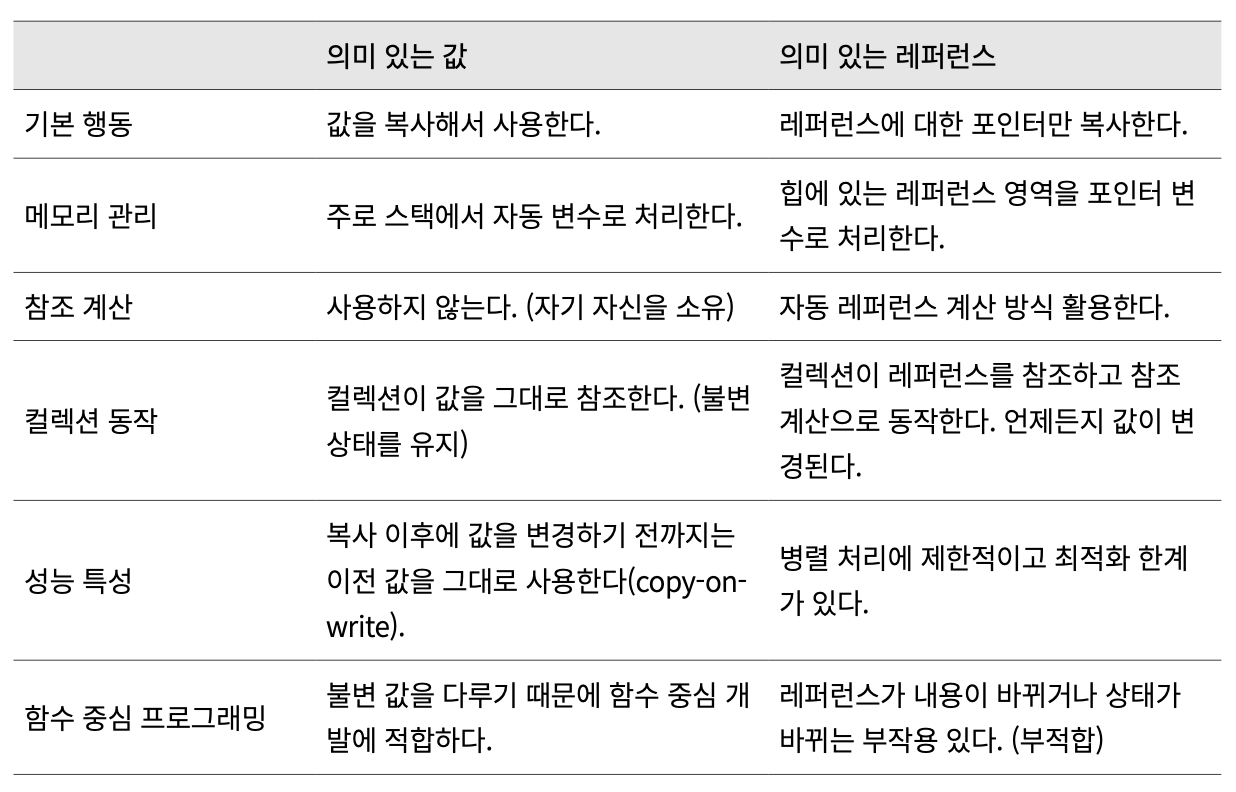 의미 있는 값
의미 있는 레퍼런스
기본 행동
값을 복사해서 사용한다.
레퍼런스에 대한 포인터만 복사한다.
메모리 관리
주로 스택에서 자동 변수로 처리한다.
힙에 있는 레퍼런스 영역을 포인터 변
수로 처리한다.
참조 계산
사용하지 않는다. (자기 자신을 소유)
자동 레퍼런스 계산 방식 활용한다.
컬렉션 동작
컬렉션이 값을 그대로 참조한다. (불변
상태를 유지)
컬렉션이 레퍼런스를 참조하고 참조
계산으로 동작한다. 언제든지 값이 변
경된다.
성능 특성
복사 이후에 값을 변경하기 전까지는
이전 값을 그대로 사용한다(copy-on-
write).
병렬 처리에 제한적이고 최적화 한계
가 있다.
함수 중심 프로그래밍
불변 값을 다루기 때문에 함수 중심 개
발에 적합하다.
레퍼런스가 내용이 바뀌거나 상태가
바뀌는 부작용 있다. (부적합)